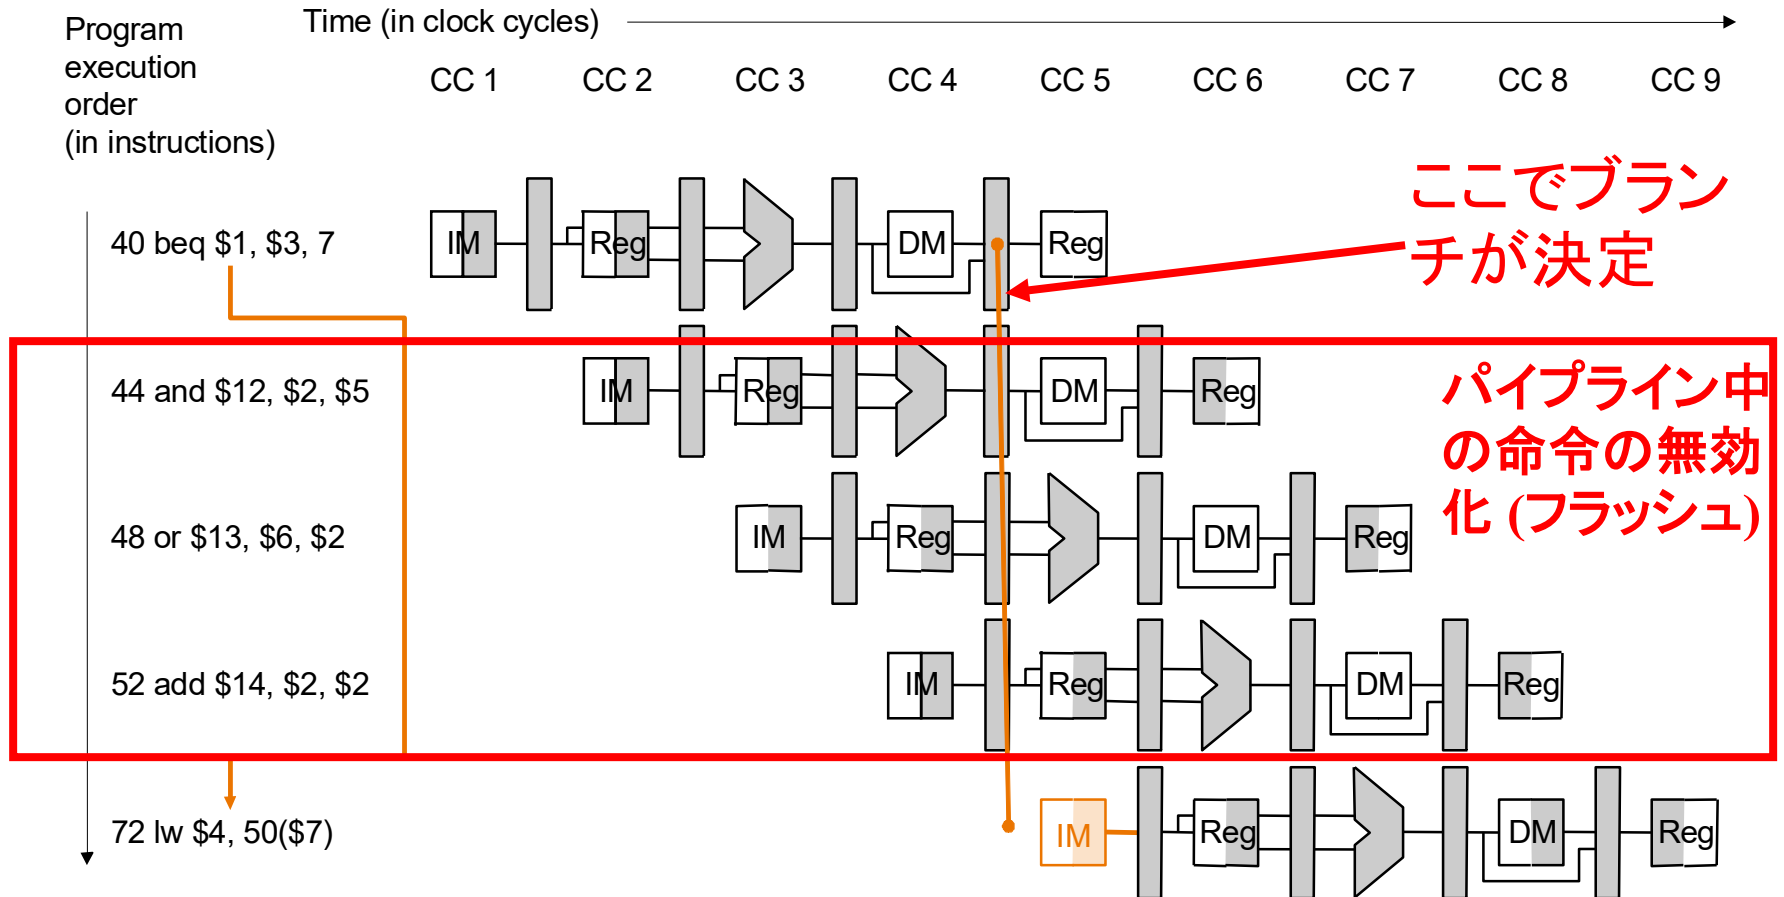 Program
execution
order
(in instructions)
Time (in clock cycles)
CC 1 CC 2 CC 3 CC 4 CC 5 CC 6 CC 7 CC 8 CC 9
ここでブラン
チが決定
40 beq $1, $3, 7
IM Reg DM Reg
44 and $12, $2, $5
IM Reg DM Reg
パイプライン中
の命令の無効
化 (フラッシュ)
48 or $13, $6, $2
IM Reg DM Reg
52 add $14, $2, $2
IM Reg DM Reg
72 lw $4, 50($7)
IM Reg DM Reg